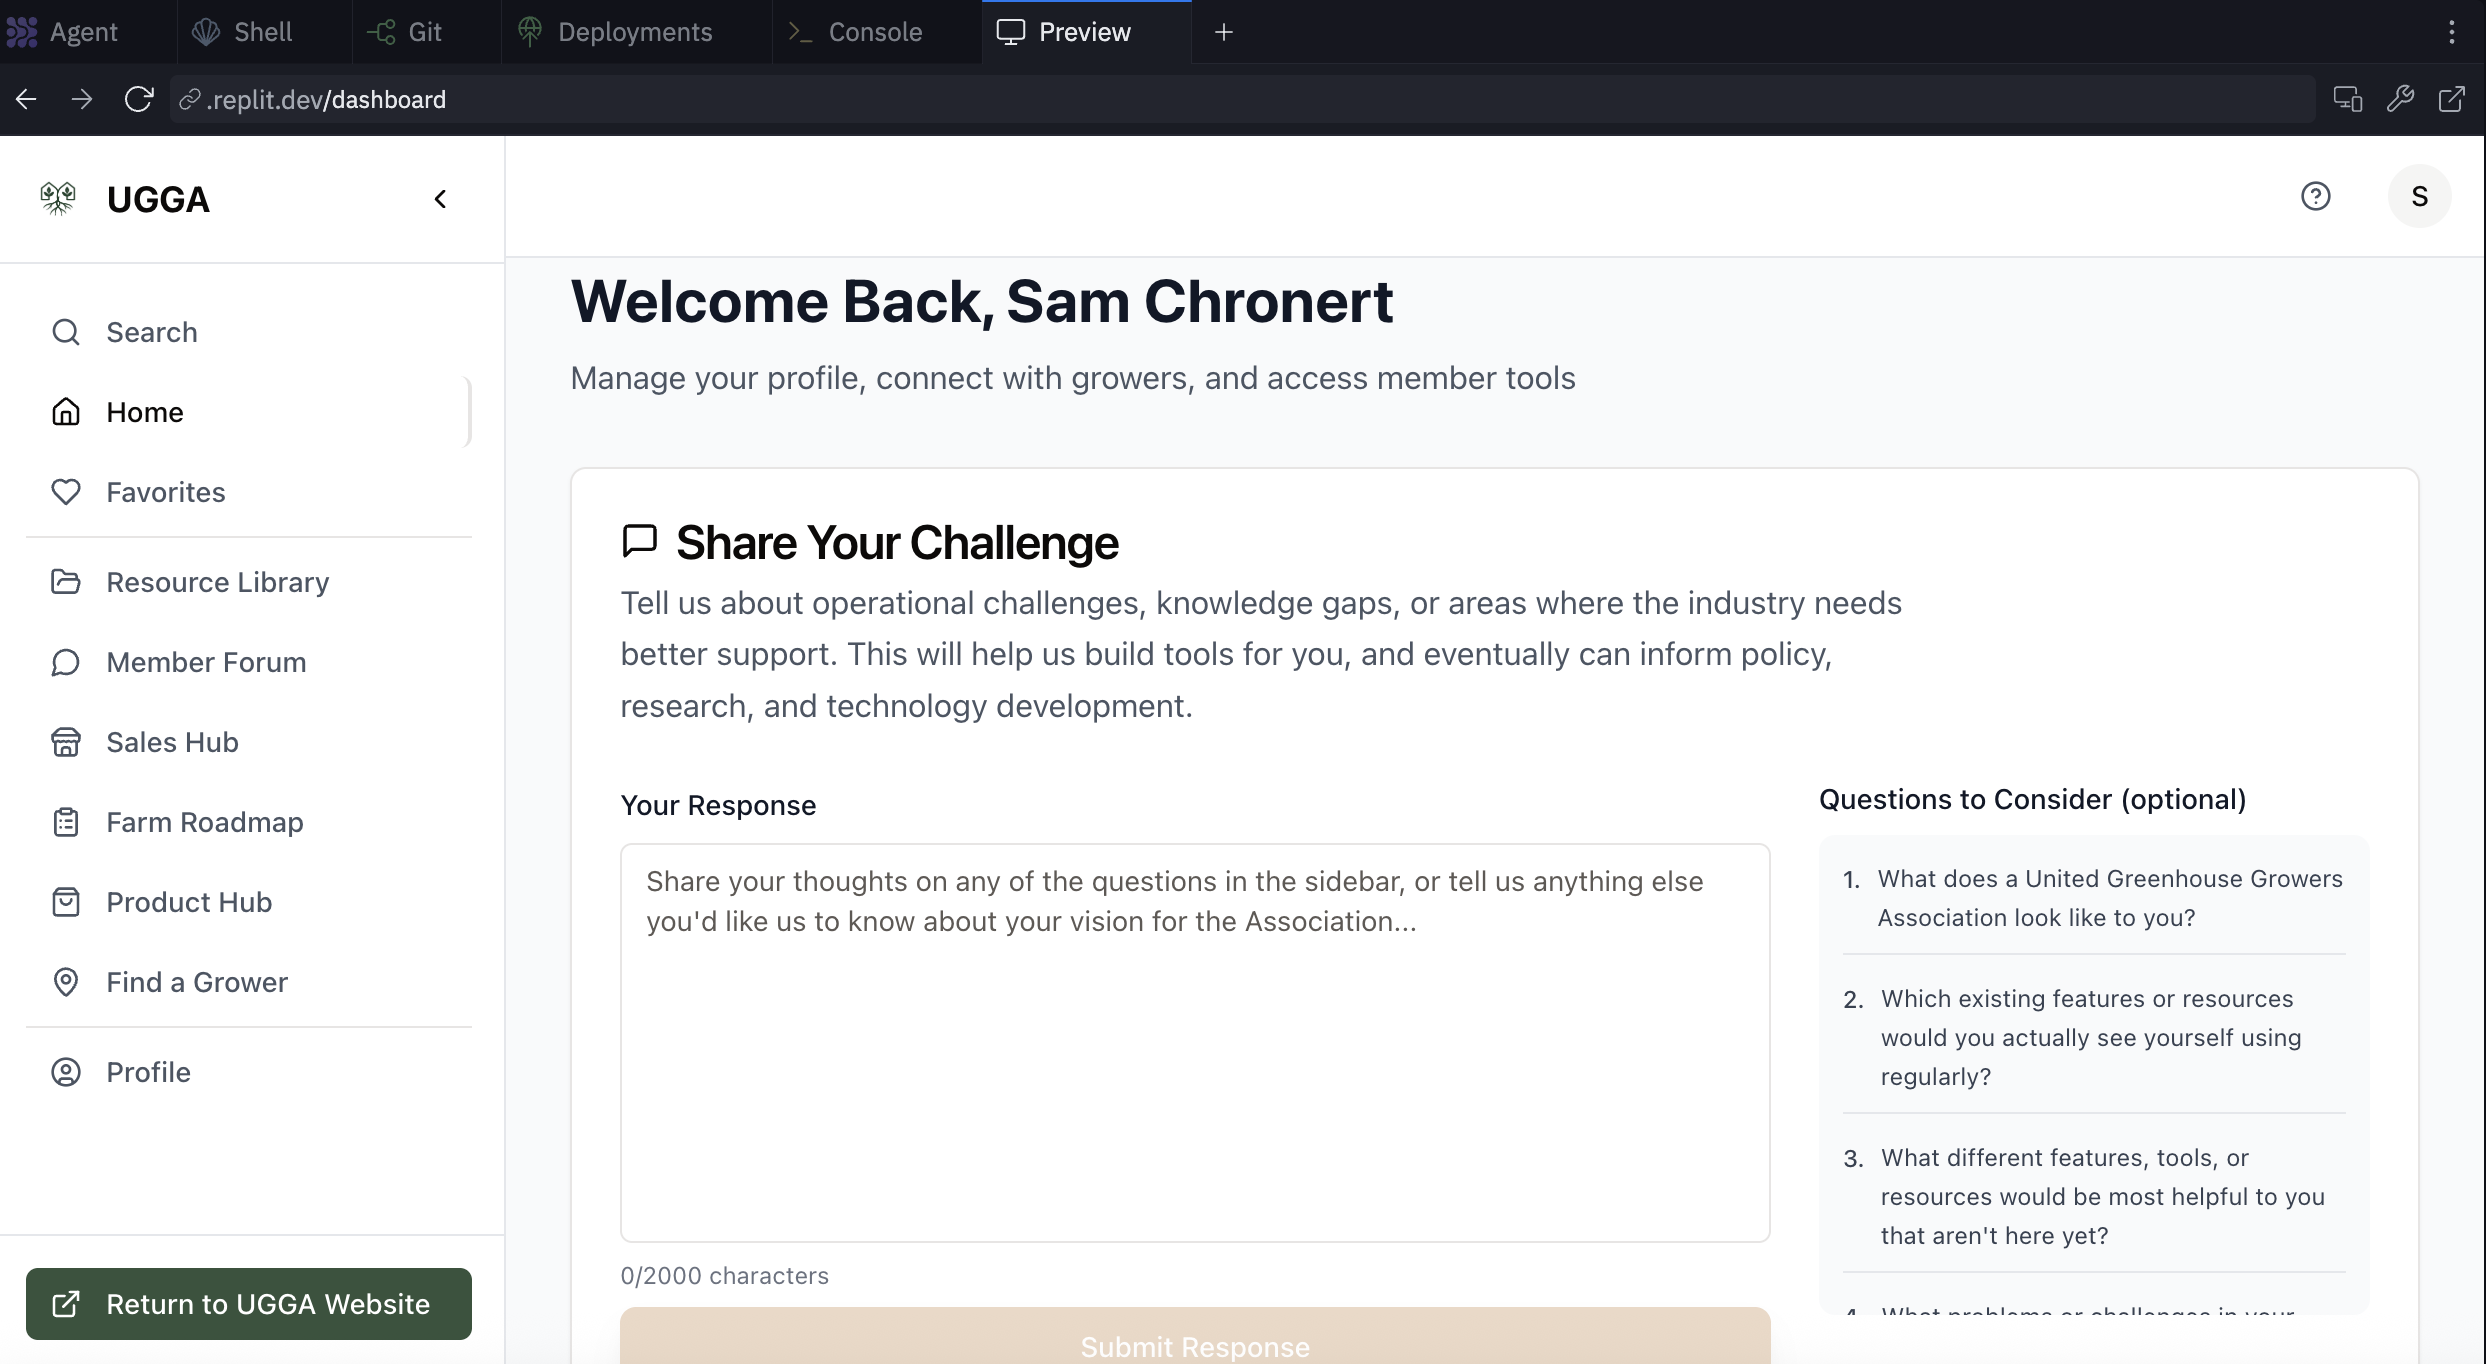 Agent
Shell
Git
Deployments
Console
Preview
.replit.dev/dashboard
UGGA
S
Search
Home
Favorites
Resource Library
Member Forum
Sales Hub
Farm Roadmap
Product Hub
Find a Grower
Profile
Return to UGGA Website
Welcome Back, Sam Chronert
Manage your profile, connect with growers, and access member tools
Share Your Challenge
Tell us about operational challenges, knowledge gaps, or areas where the industry needs
better support. This will help us build tools for you, and eventually can inform policy,
research, and technology development.
Your Response
Share your thoughts on any of the questions in the sidebar, or tell us anything else
you'd like us to know about your vision for the Association...
0/2000 characters
Submit Response
Questions to Consider (optional)
1. What does a United Greenhouse Growers
Association look like to you?
2. Which existing features or resources
would you actually see yourself using
regularly?
3. What different features, tools, or
resources would be most helpful to you
that aren't here yet?
4. What problems or challenges in your